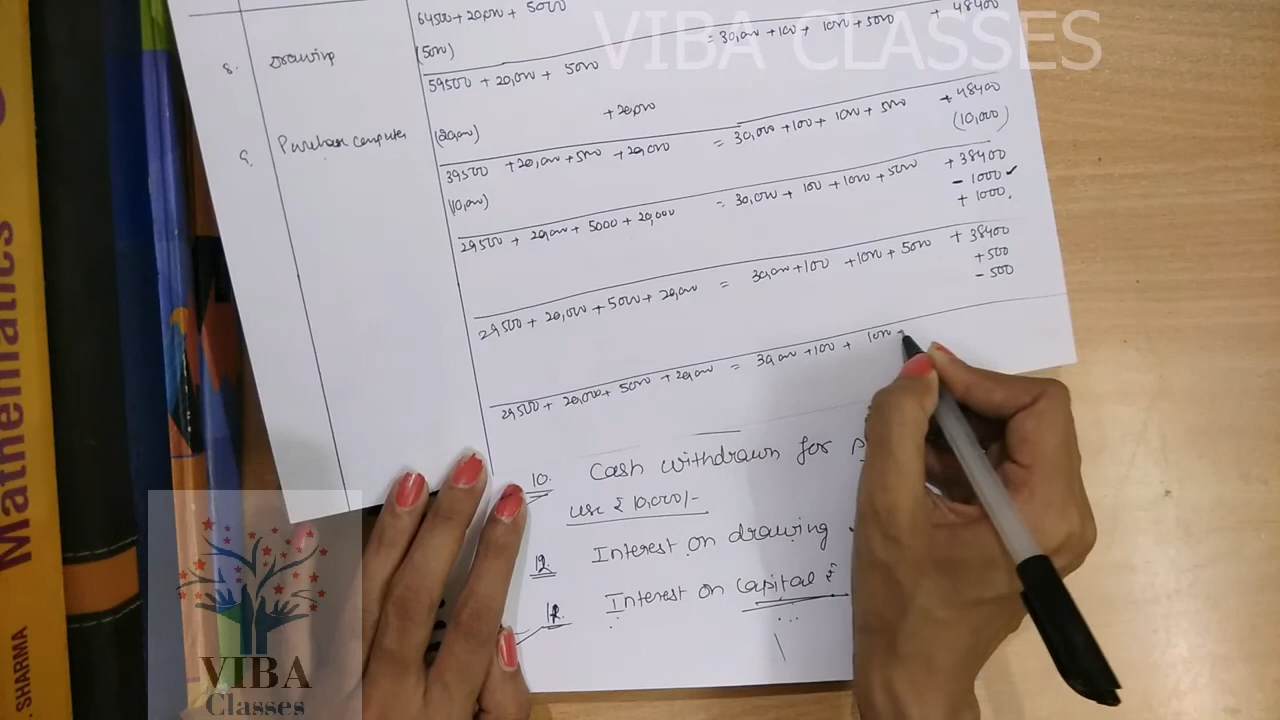 VIBA CLASSES
64500 + 20,000 + 5000
8. Drawing (5000) = 30,000 + 100 + 1000 + 5000 + 48400
59500 + 20,000 + 5000
+ 20,000
9. Purchase computer (20,000)
39500 + 20,000 + 5000 + 20,000 = 30,000 + 100 + 1000 + 5000 + 48400
(10,000) (10,000)
29500 + 20,000 + 5000 + 20,000 = 30,000 + 100 + 1000 + 5000 + 38400
- 1000
+ 1000.
29500 + 20,000 + 5000 + 20,000 = 30,000 + 100 + 1000 + 5000 + 38400
+ 500
- 500
29500 + 20,000 + 5000 + 20,000 = 30,000 + 100 + 1000
10. Cash withdrawn for
use ₹ 10,000/-
Interest on drawing
Interest on Capital ₹
Mathematics
SHARMA
VIBA
Classes